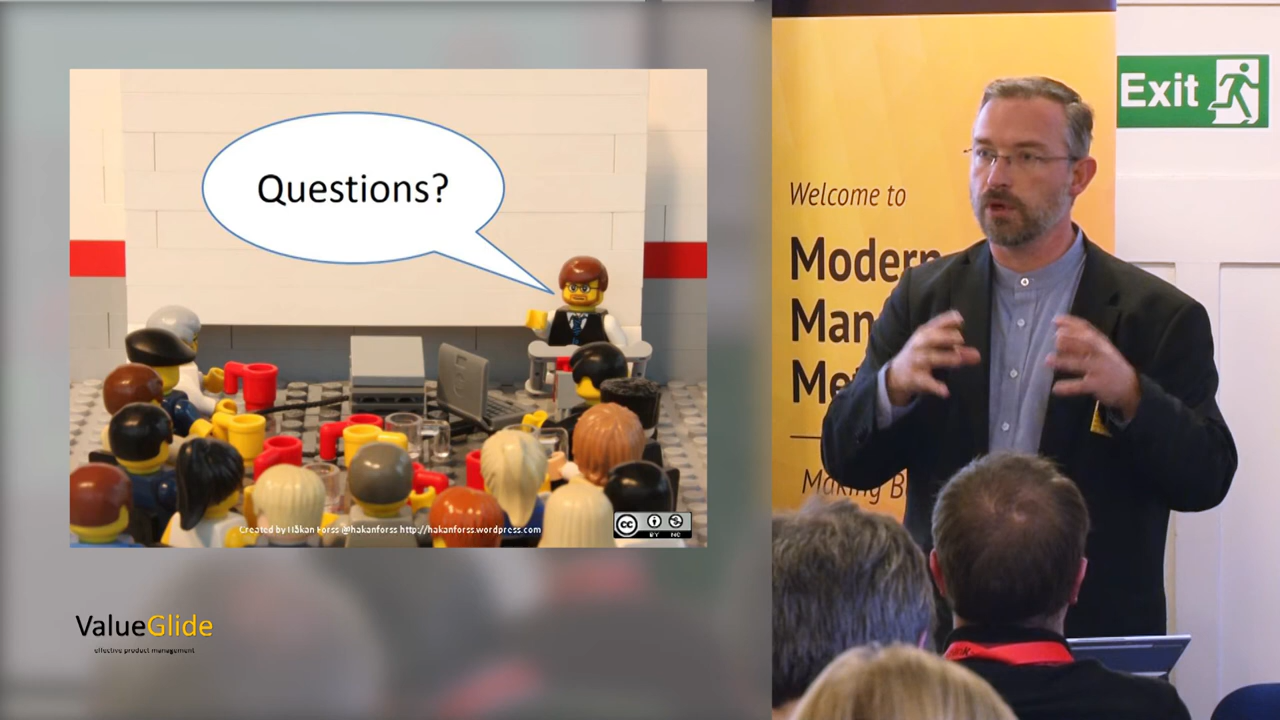 Questions?
Created by Håkan Forss @hakanforss http://hakanforss.wordpress.com
CC
BY NC
ValueGlide
effective product management
Exit
Welcome to
Modern
Man
Me
Making B